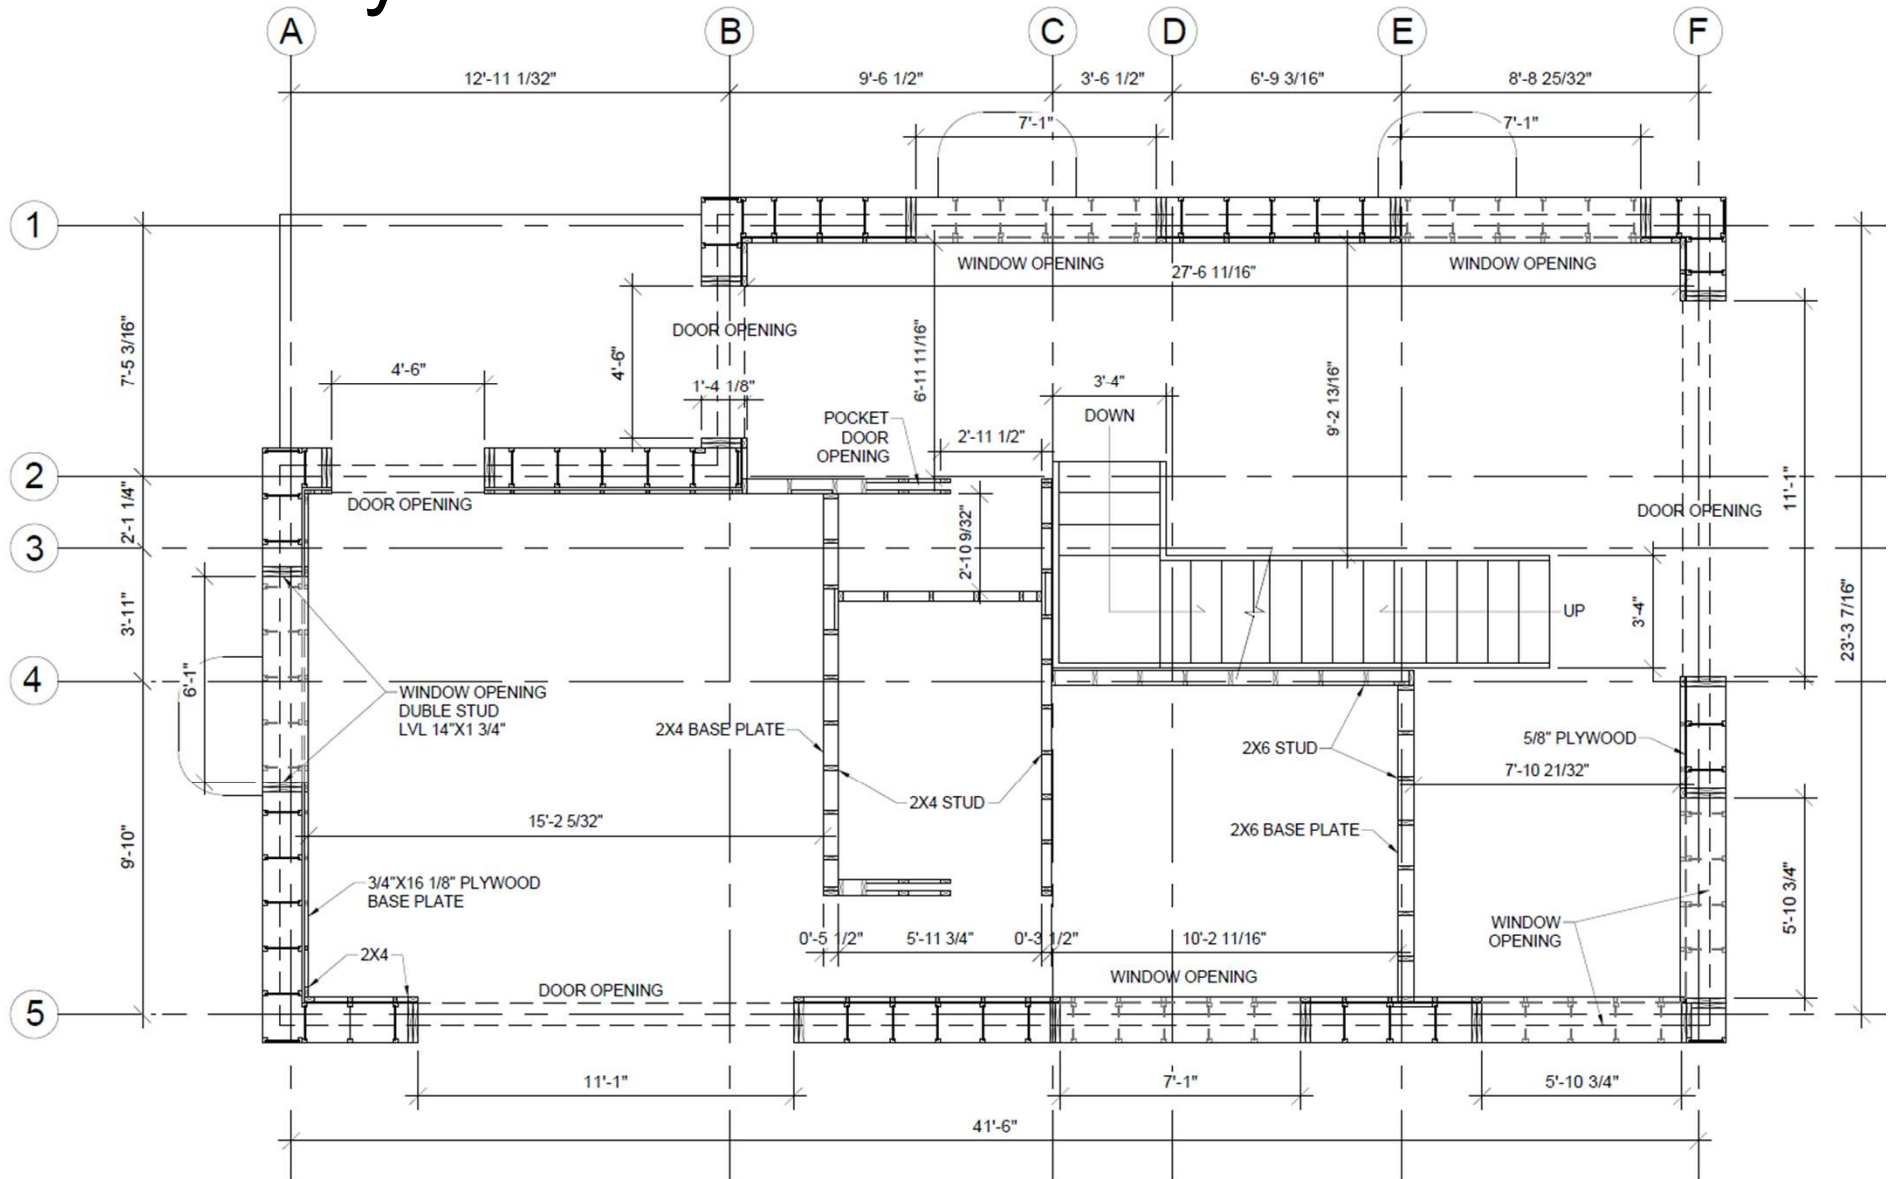 y
A B C D E F
12'-11 1/32" 9'-6 1/2" 3'-6 1/2" 6'-9 3/16" 8'-8 25/32"
7'-1" 7'-1"
1
WINDOW OPENING WINDOW OPENING
27'-6 11/16"
DOOR OPENING
7'-5 3/16"
4'-6"
4'-6"
1'-4 1/8"
6'-11 11/16"
3'-4"
9'-2 13/16"
DOWN
POCKET
DOOR
OPENING
2'-11 1/2"
2
11'-1"
DOOR OPENING
DOOR OPENING
2'-1 1/4"
2'-10 9/32"
3
3'-11"
UP
3'-4"
23'-3 7/16"
6'-1"
4
WINDOW OPENING
DUBLE STUD
LVL 14"X1 3/4"
2X4 BASE PLATE
2X6 STUD
5/8" PLYWOOD
7'-10 21/32"
2X4 STUD
15'-2 5/32"
2X6 BASE PLATE
9'-10"
3/4"X16 1/8" PLYWOOD
BASE PLATE
5'-10 3/4"
WINDOW
OPENING
0'-5 1/2" 5'-11 3/4" 0'-3 1/2" 10'-2 11/16"
2X4
WINDOW OPENING
DOOR OPENING
5
11'-1" 7'-1" 5'-10 3/4"
41'-6"